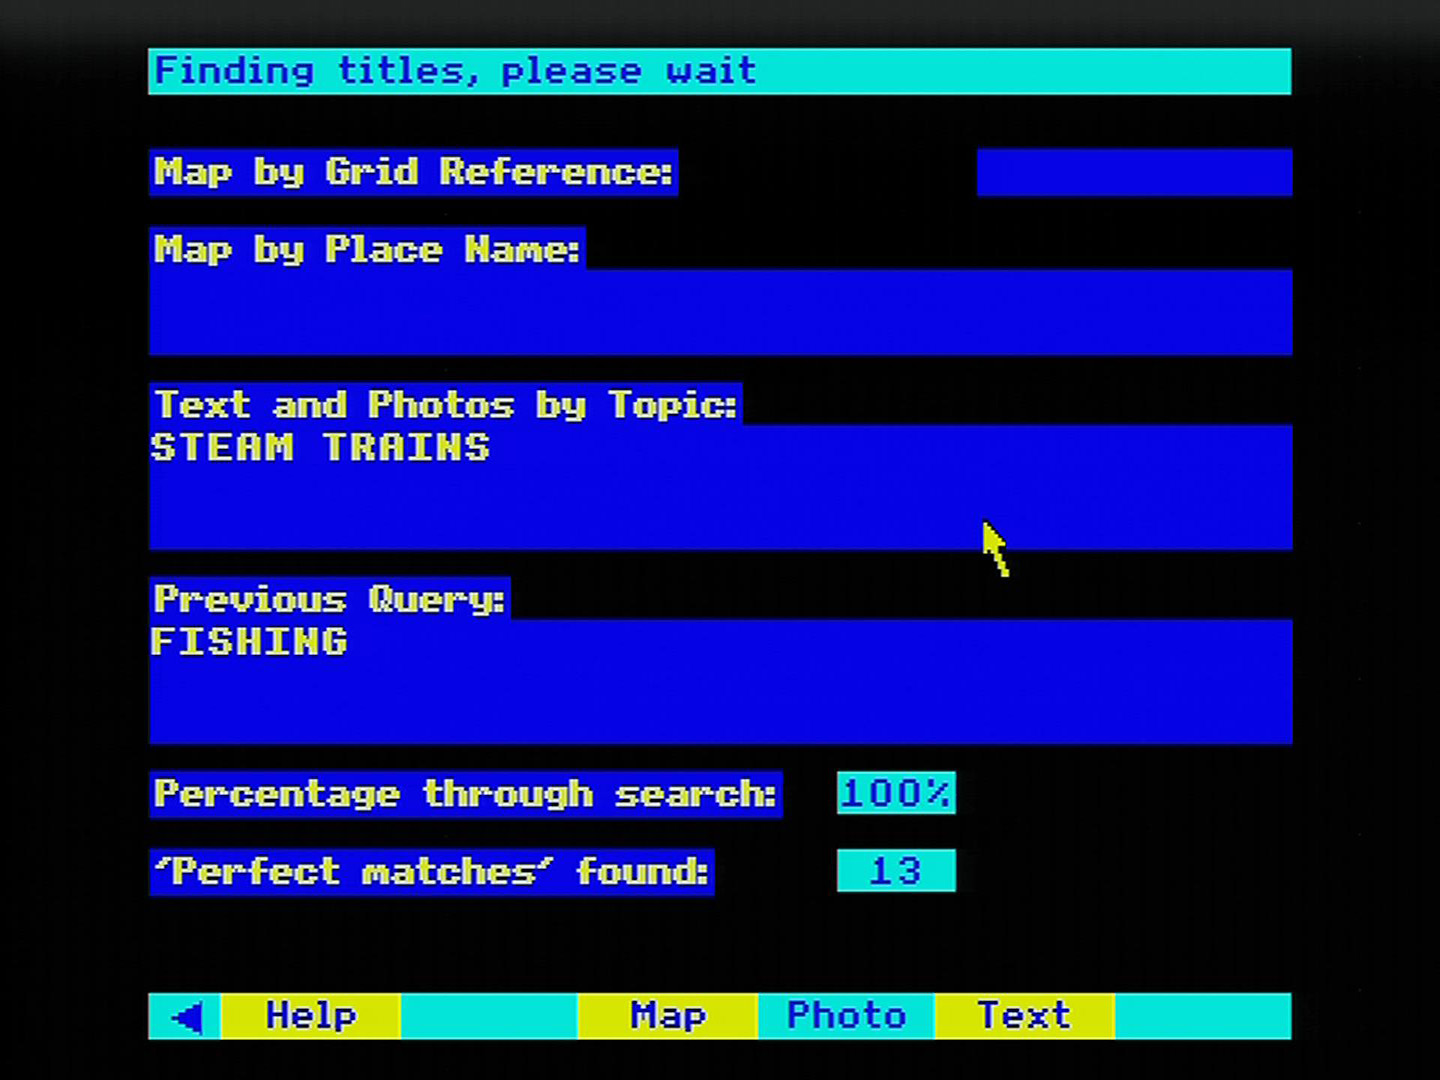 Finding titles, please wait
Map by Grid Reference:
Map by Place Name:
Text and Photos by Topic:
STEAM TRAINS
Previous Query:
FISHING
Percentage through search: 100%
‘Perfect matches’ found: 13
Help Map Photo Text